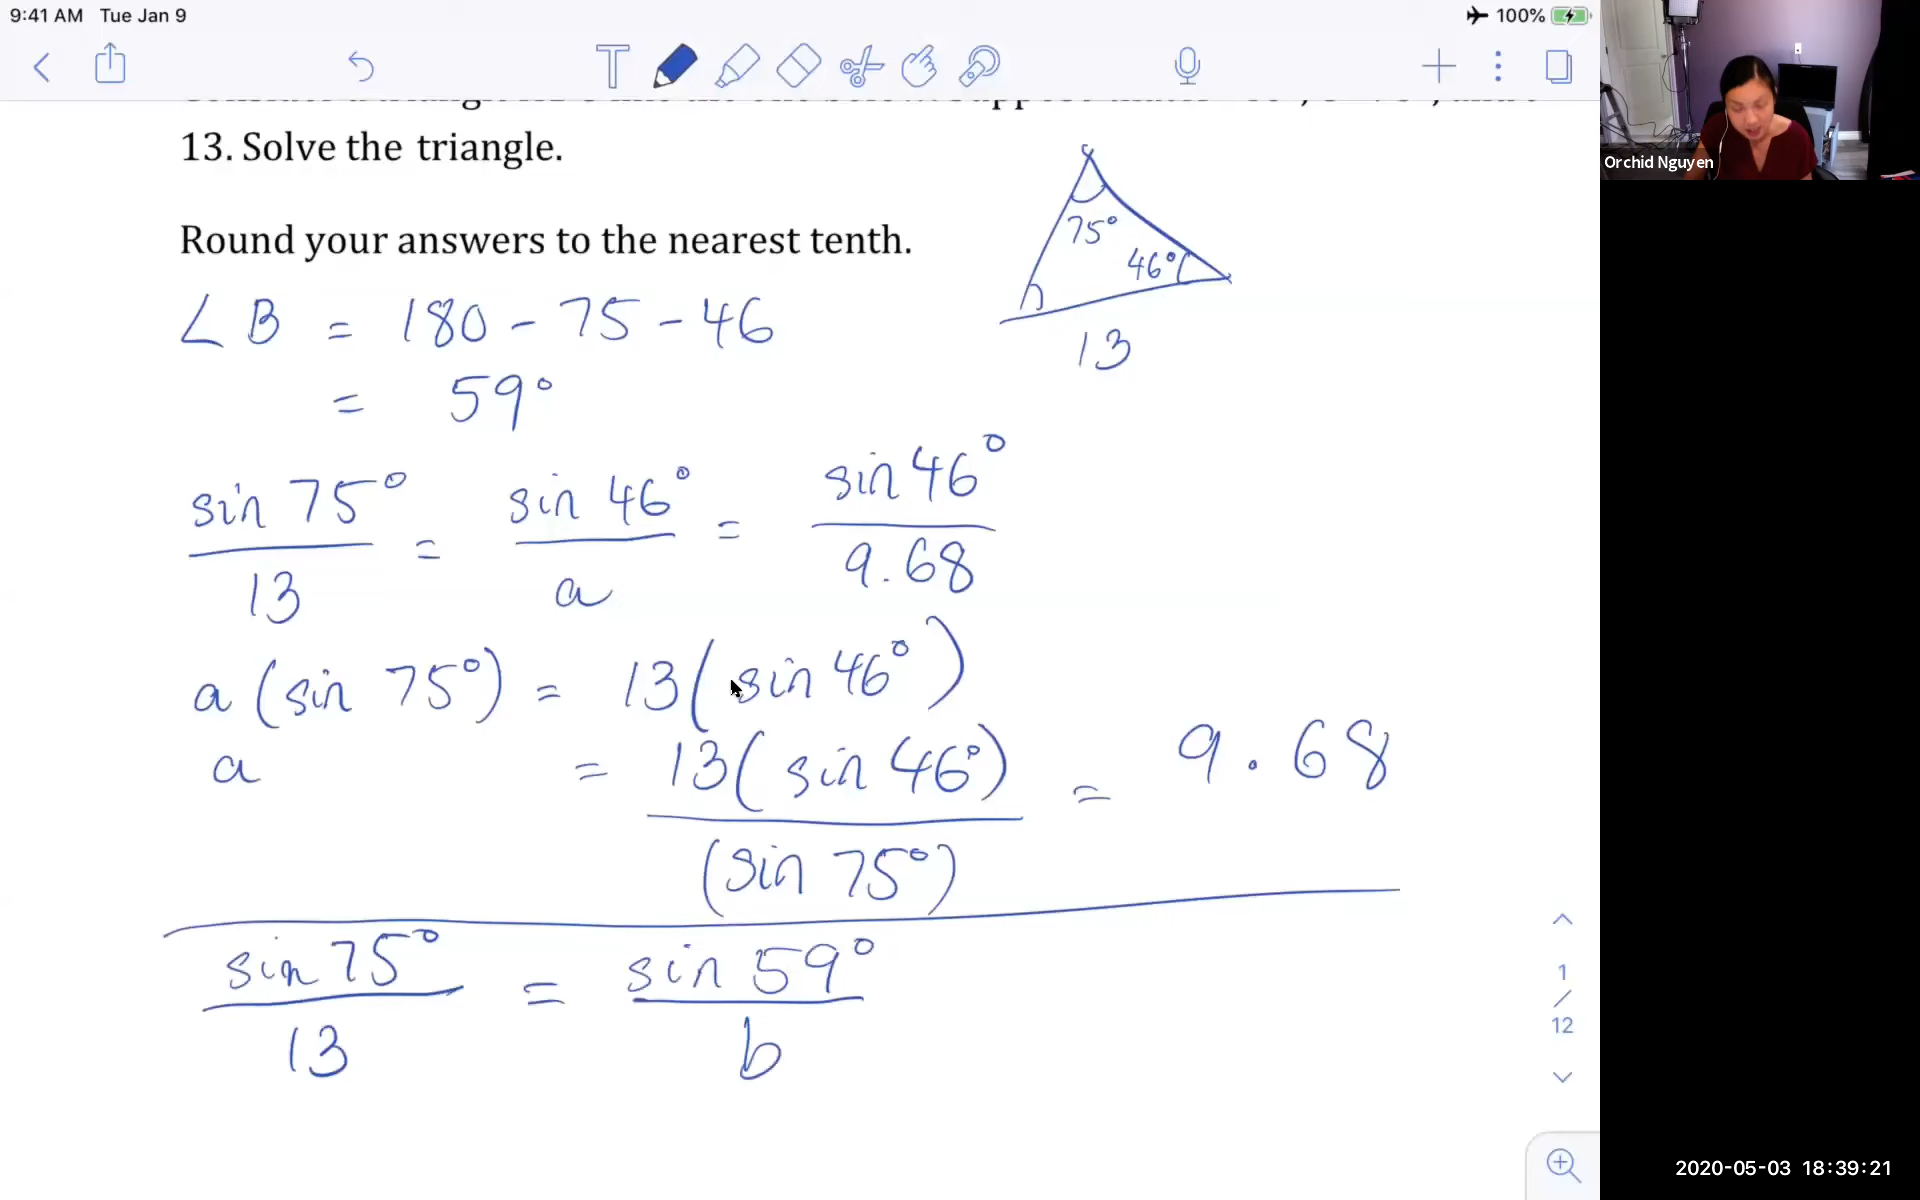 9:41 AM Tue Jan 9
100%
13. Solve the triangle.
Round your answers to the nearest tenth.
75°
46°
13
∠B = 180 - 75 - 46
= 59°
sin 75° / 13 = sin 46° / a = sin 46° / 9.68
a (sin 75°) = 13 (sin 46°)
a = 13 (sin 46°) / (sin 75°) = 9.68
sin 75° / 13 = sin 59° / b
1 / 12
Orchid Nguyen
2020-05-03 18:39:21